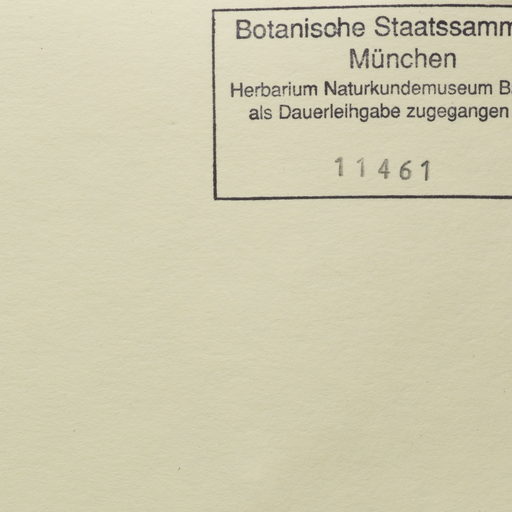 Botanische Staatssamm
München
Herbarium Naturkundemuseum B
als Dauerleihgabe zugegangen
11461